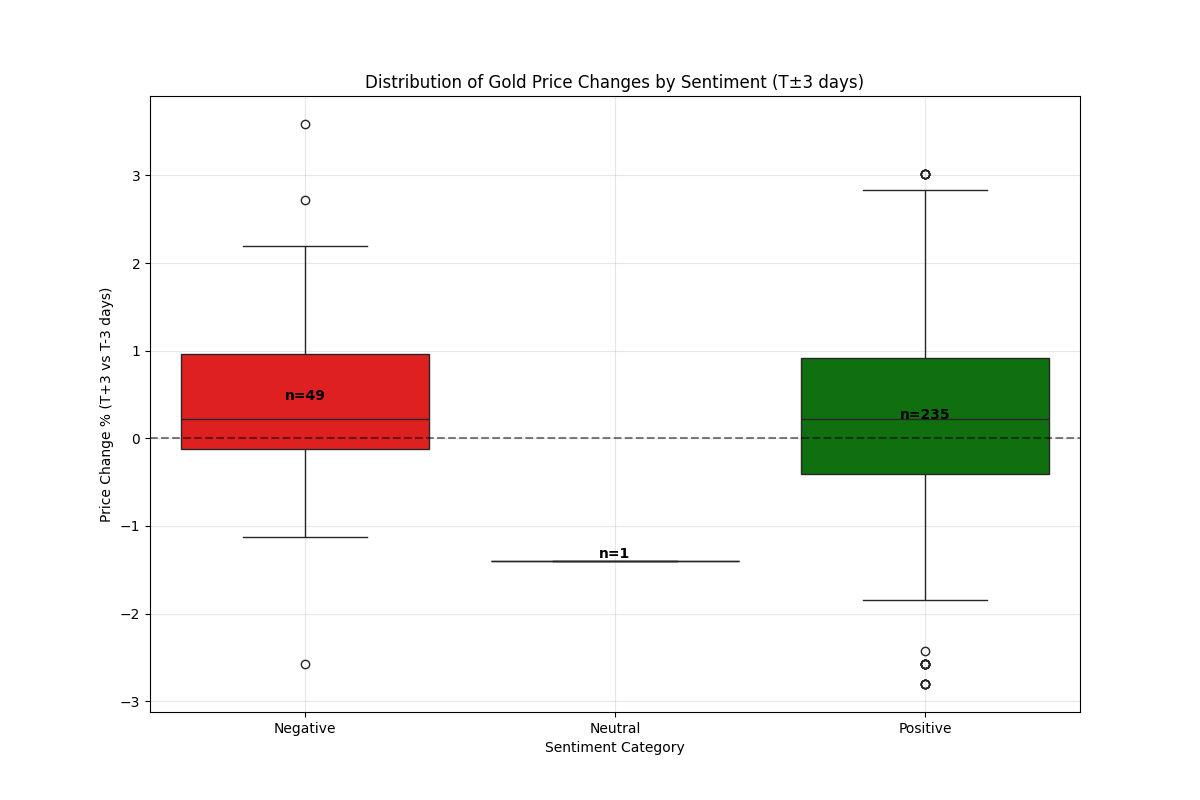 Distribution of Gold Price Changes by Sentiment (T±3 days)
Price Change % (T+3 vs T-3 days)
3
2
1
0
−1
−2
−3
n=49
n=1
n=235
Negative
Neutral
Positive
Sentiment Category